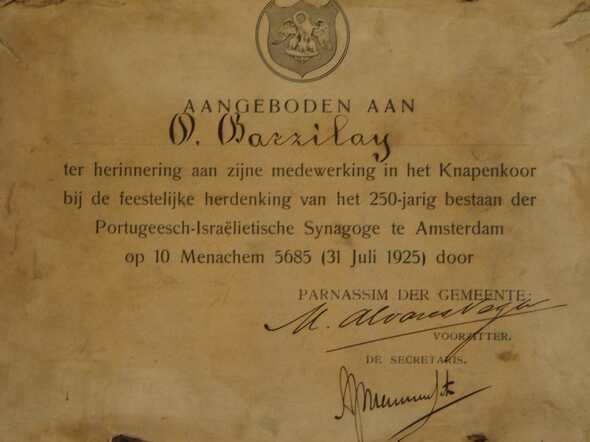 AANGEBODEN AAN
O. Barzilay
ter herinnering aan zijne medewerking in het Knapenkoor
bij de feestelijke herdenking van het 250-jarig bestaan der
Portugeesch-Israëlietische Synagoge te Amsterdam
op 10 Menachem 5685 (31 Juli 1925) door
PARNASSIM DER GEMEENTE:
M. Alvares Vega
VOORZITTER.
DE SECRETARIS.